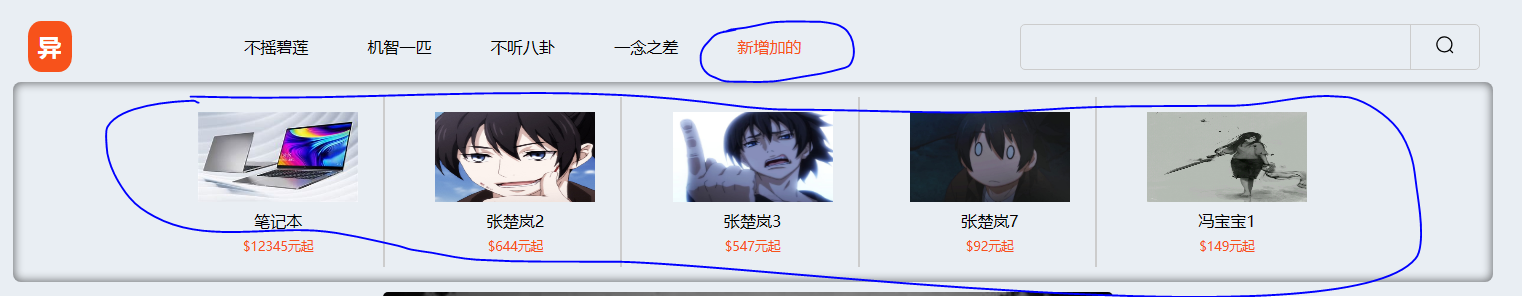 异
不摇碧莲 机智一匹 不听八卦 一念之差 新增加的
笔记本 张楚岚2 张楚岚3 张楚岚7 冯宝宝1
$12345元起 $644元起 $547元起 $92元起 $149元起